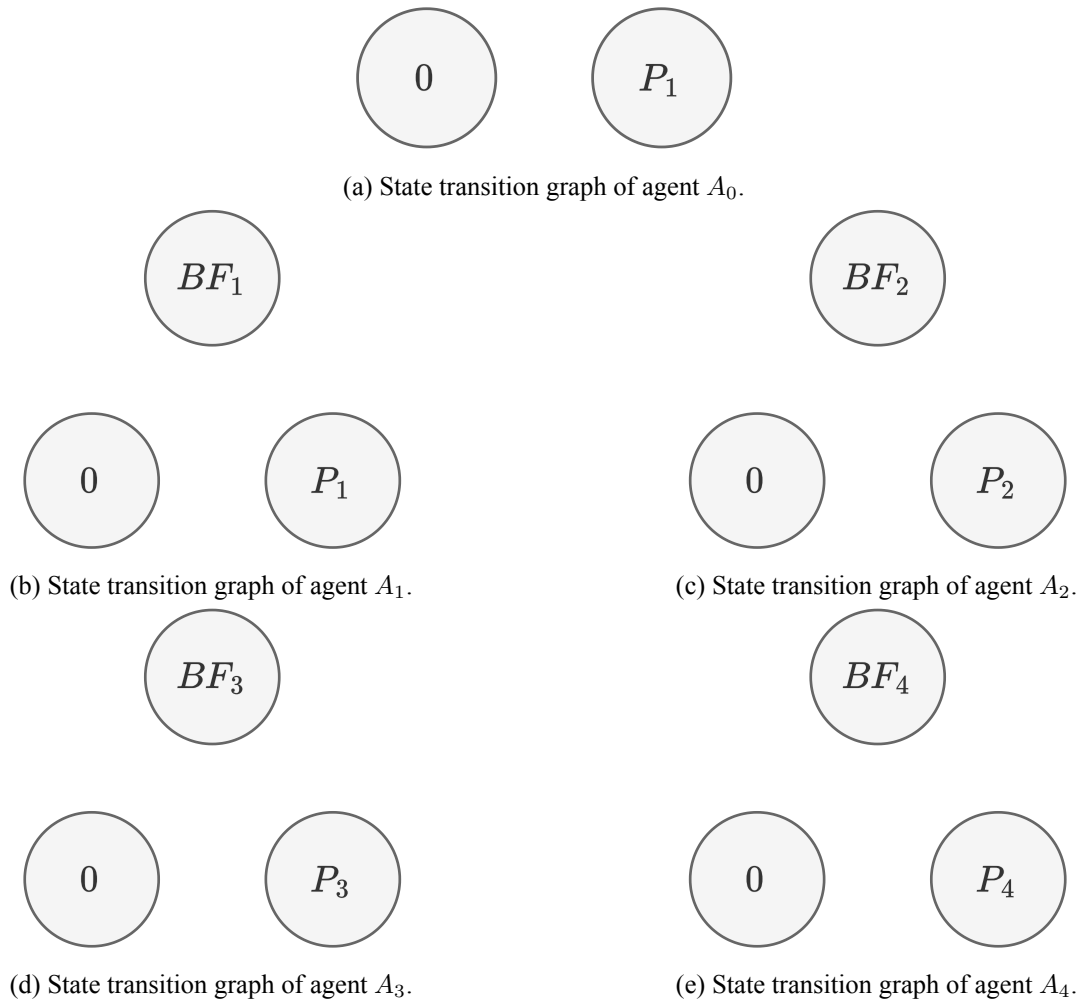 0 P₁
(a) State transition graph of agent A₀.
BF₁ BF₂
0 P₁ 0 P₂
(b) State transition graph of agent A₁. (c) State transition graph of agent A₂.
BF₃ BF₄
0 P₃ 0 P₄
(d) State transition graph of agent A₃. (e) State transition graph of agent A₄.